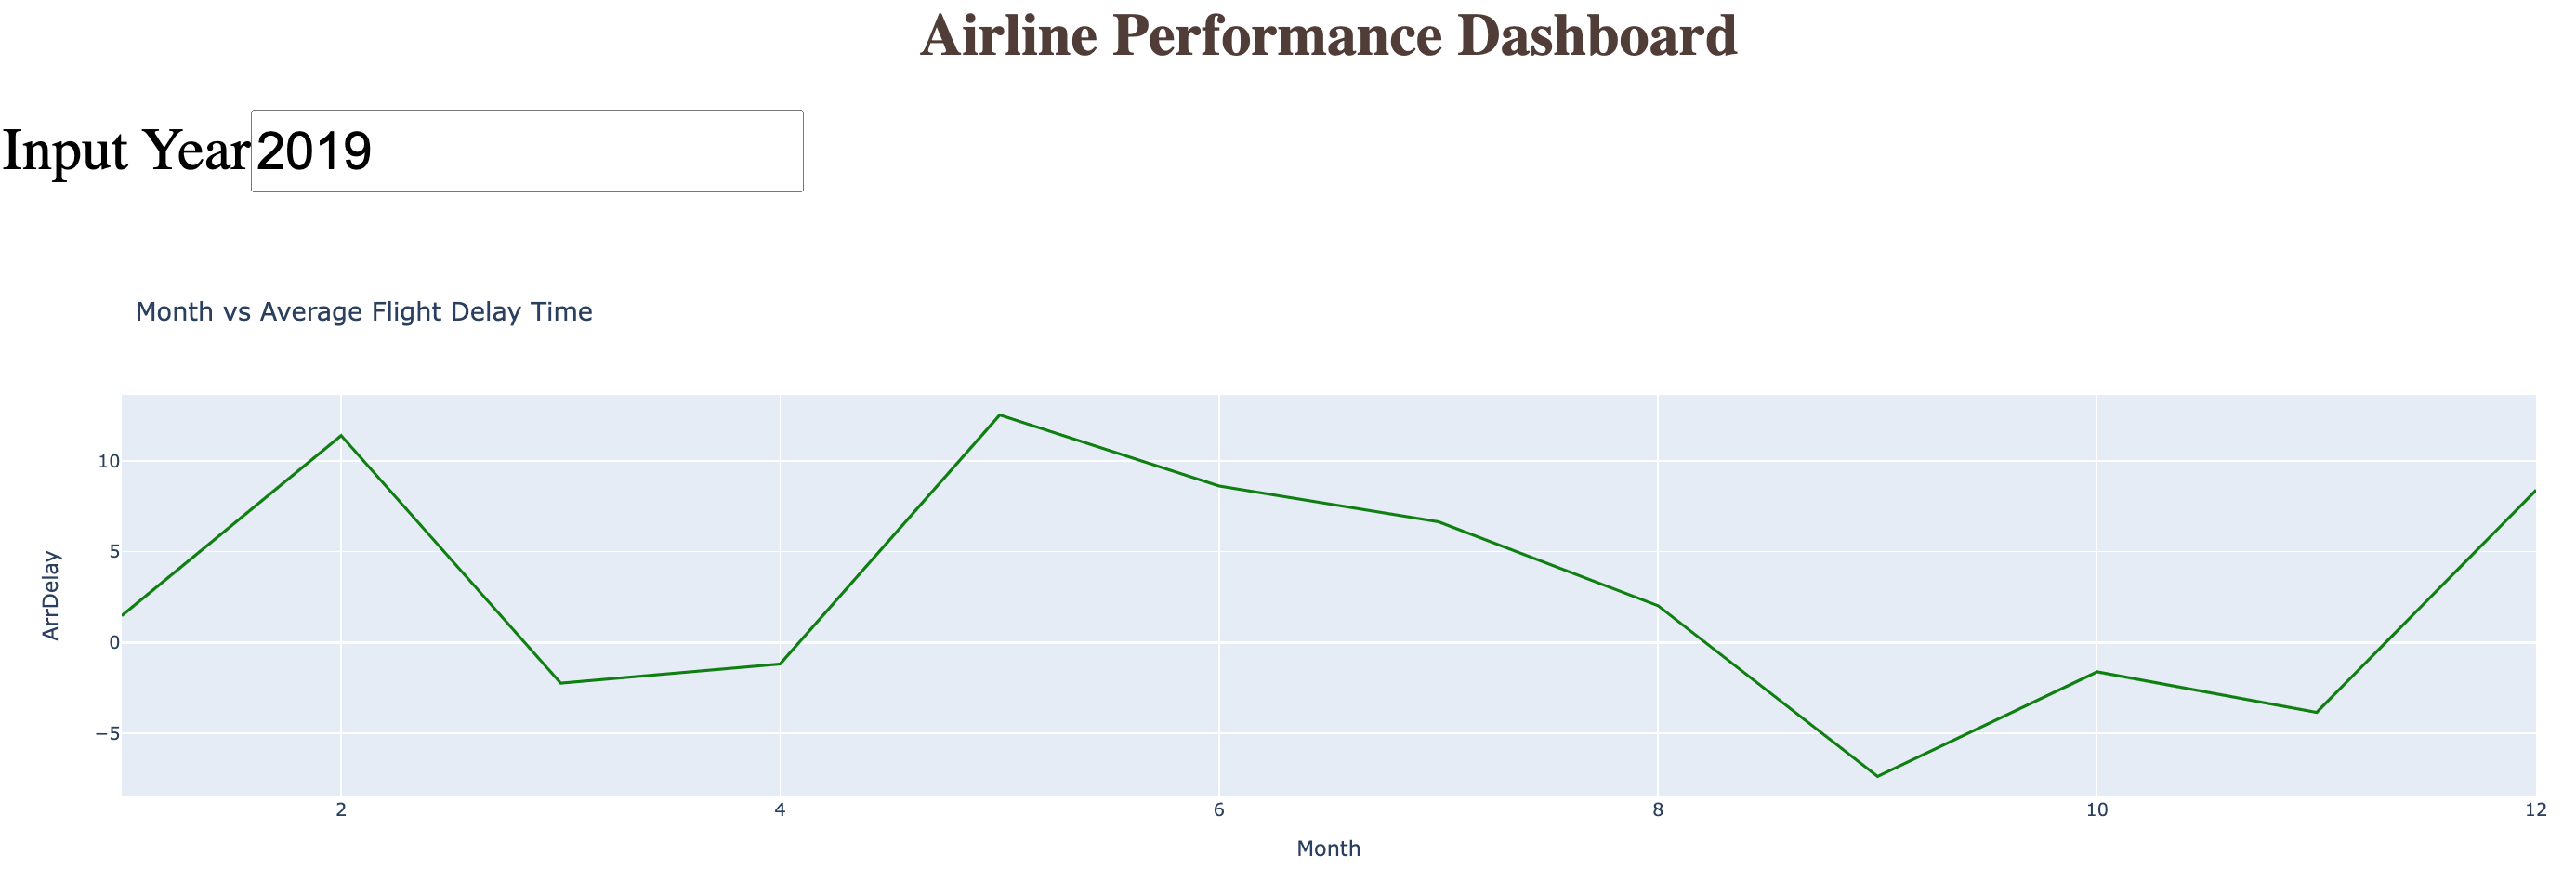 Airline Performance Dashboard
Input Year 2019
Month vs Average Flight Delay Time
10
5
0
−5
ArrDelay
2 4 6 8 10 12
Month